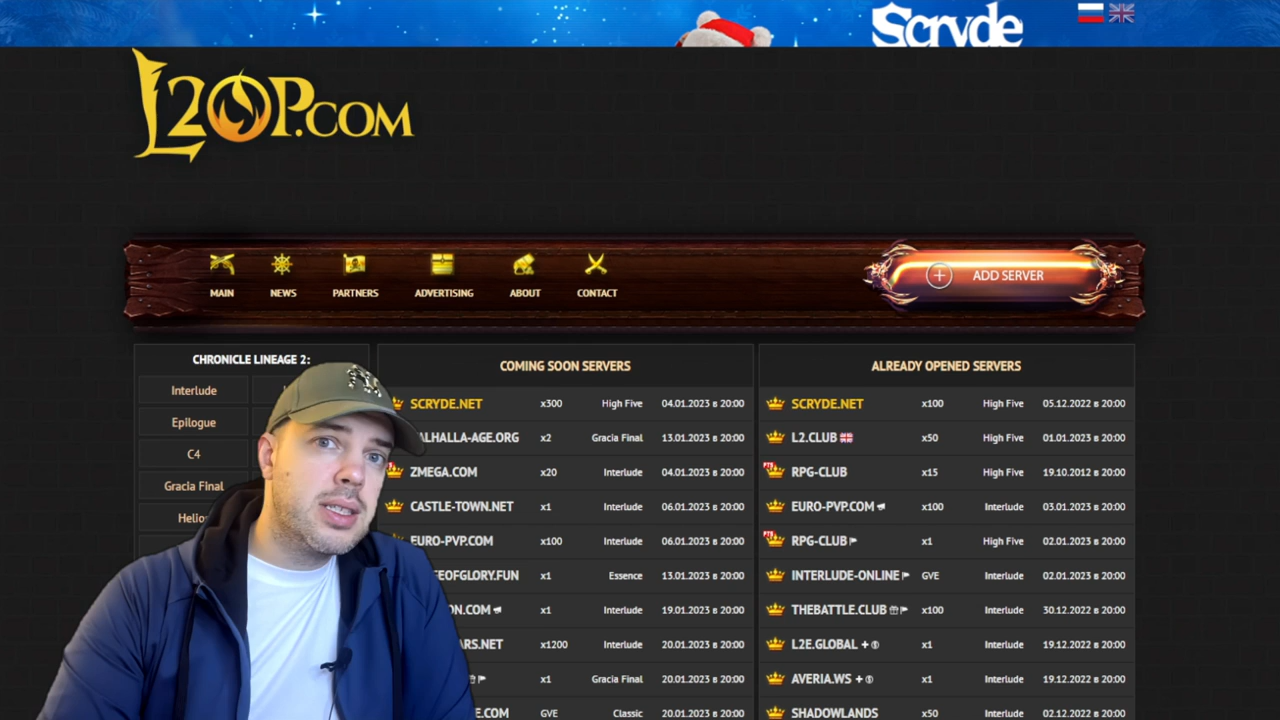 Scryde
L2OP.COM
MAIN NEWS PARTNERS ADVERTISING ABOUT CONTACT
ADD SERVER
CHRONICLE LINEAGE 2:
Interlude
Epilogue
C4
Gracia Final
COMING SOON SERVERS
SCRYDE.NET x300 High Five 04.01.2023 в 20:00
ALHALLA-AGE.ORG x2 Gracia Final 13.01.2023 в 20:00
ZMEGA.COM x20 Interlude 04.01.2023 в 20:00
CASTLE-TOWN.NET x1 Interlude 06.01.2023 в 20:00
EURO-PVP.COM x100 Interlude 06.01.2023 в 20:00
EOFGLORY.FUN x1 Essence 13.01.2023 в 20:00
ON.COM x1 Interlude 19.01.2023 в 20:00
RS.NET x1200 Interlude 20.01.2023 в 20:00
x1 Gracia Final 20.01.2023 в 20:00
E.COM GVE Classic 20.01.2023 в 20:00
ALREADY OPENED SERVERS
SCRYDE.NET x100 High Five 05.12.2022 в 20:00
L2.CLUB x50 High Five 01.01.2023 в 20:00
RPG-CLUB x15 High Five 19.10.2012 в 20:00
EURO-PVP.COM x100 Interlude 03.01.2023 в 20:00
RPG-CLUB x1 High Five 02.01.2023 в 20:00
INTERLUDE-ONLINE GVE Interlude 02.01.2023 в 20:00
THEBATTLE.CLUB x100 Interlude 30.12.2022 в 20:00
L2E.GLOBAL + x1 Interlude 19.12.2022 в 20:00
AVERIA.WS + x1 Interlude 19.12.2022 в 20:00
SHADOWLANDS x50 Interlude 02.12.2022 в 20:00